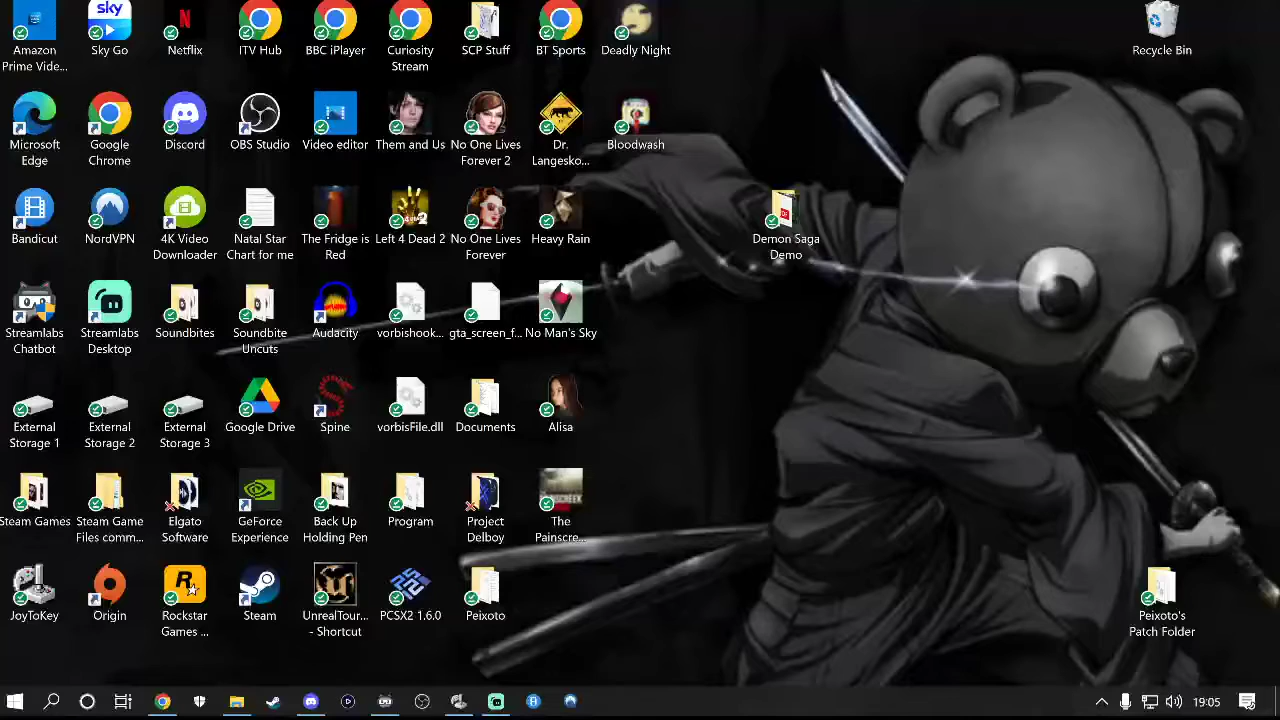 sky
Amazon
Prime Vide...
Sky Go
Netflix
ITV Hub
BBC iPlayer
Curiosity
Stream
SCP Stuff
BT Sports
Deadly Night
Recycle Bin
Microsoft
Edge
Google
Chrome
Discord
OBS Studio
Video editor
Them and Us
No One Lives
Forever 2
Dr.
Langesko...
Bloodwash
Bandicut
NordVPN
4K Video
Downloader
Natal Star
Chart for me
The Fridge is
Red
Left 4 Dead 2
No One Lives
Forever
Heavy Rain
Demon Saga
Demo
Streamlabs
Chatbot
Streamlabs
Desktop
Soundbites
Soundbite
Uncuts
Audacity
vorbishook...
gta_screen_f...
No Man's Sky
External
Storage 1
External
Storage 2
External
Storage 3
Google Drive
Spine
vorbisFile.dll
Documents
Alisa
Steam Games
Steam Game
Files comm...
Elgato
Software
GeForce
Experience
Back Up
Holding Pen
Program
Project
Delboy
The
Painscre...
JoyToKey
Origin
Rockstar
Games ...
Steam
UnrealTour...
- Shortcut
PCSX2 1.6.0
Peixoto
Peixoto's
Patch Folder
19:05